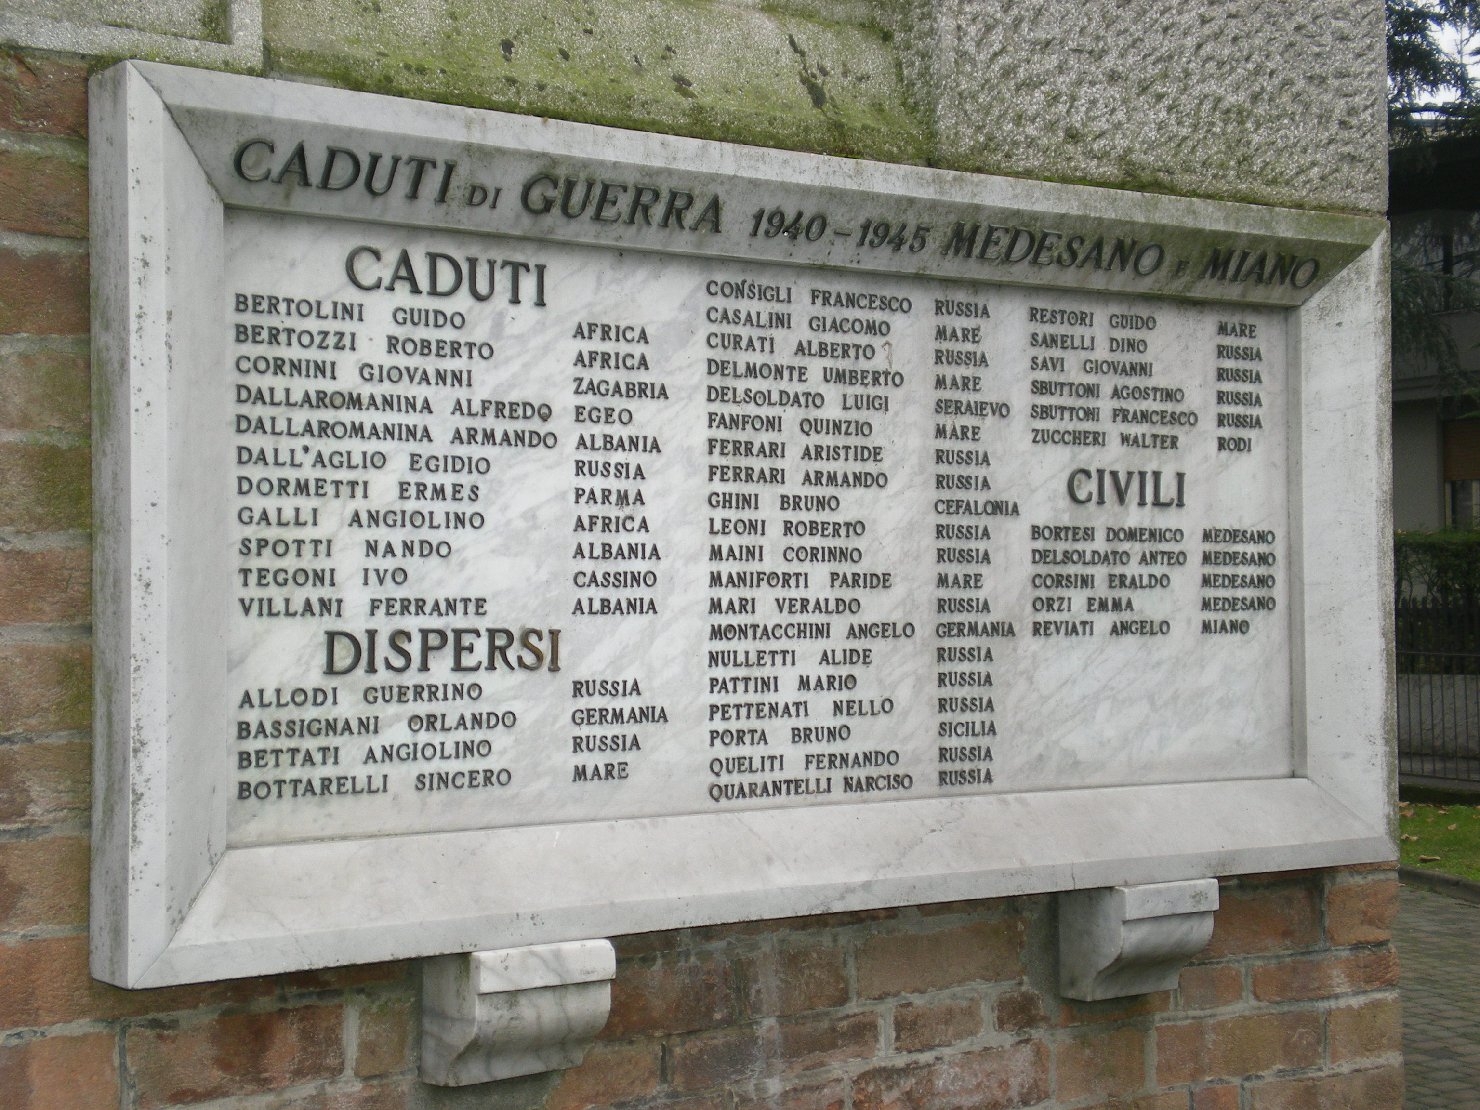 CADUTI DI GUERRA 1940-1945 MEDESANO E MIANO
CADUTI
BERTOLINI GUIDO AFRICA
BERTOZZI ROBERTO AFRICA
CORNINI GIOVANNI ZAGABRIA
DALLAROMANINA ALFREDO EGEO
DALLAROMANINA ARMANDO ALBANIA
DALL'AGLIO EGIDIO RUSSIA
DORMETTI ERMES PARMA
GALLI ANGIOLINO AFRICA
SPOTTI NANDO ALBANIA
TEGONI IVO CASSINO
VILLANI FERRANTE ALBANIA
DISPERSI
ALLODI GUERRINO RUSSIA
BASSIGNANI ORLANDO GERMANIA
BETTATI ANGIOLINO RUSSIA
BOTTARELLI SINCERO MARE
CONSIGLI FRANCESCO RUSSIA
CASALINI GIACOMO MARE
CURATI ALBERTO RUSSIA
DELMONTE UMBERTO MARE
DELSOLDATO LUIGI SERAIEVO
FANFONI QUINZIO MARE
FERRARI ARISTIDE RUSSIA
FERRARI ARMANDO RUSSIA
GHINI BRUNO CEFALONIA
LEONI ROBERTO RUSSIA
MAINI CORINNO RUSSIA
MANIFORTI PARIDE MARE
MARI VERALDO RUSSIA
MONTACCHINI ANGELO GERMANIA
NULLETI ALIDE RUSSIA
PATTINI MARIO RUSSIA
PETTENATI NELLO RUSSIA
PORTA BRUNO SICILIA
QUELITI FERNANDO RUSSIA
QUARANTELLI NARCISO RUSSIA
RESTORI GUIDO MARE
SANELLI DINO RUSSIA
SAVI GIOVANNI RUSSIA
SBUTTONI AGOSTINO RUSSIA
SBUTTONI FRANCESCO RUSSIA
ZUCCHERI WALTER RODI
CIVILI
BORTESI DOMENICO MEDESANO
DELSOLDATO ANTEO MEDESANO
CORSINI ERALDO MEDESANO
ORZI EMMA MEDESANO
REVIATI ANGELO MIANO